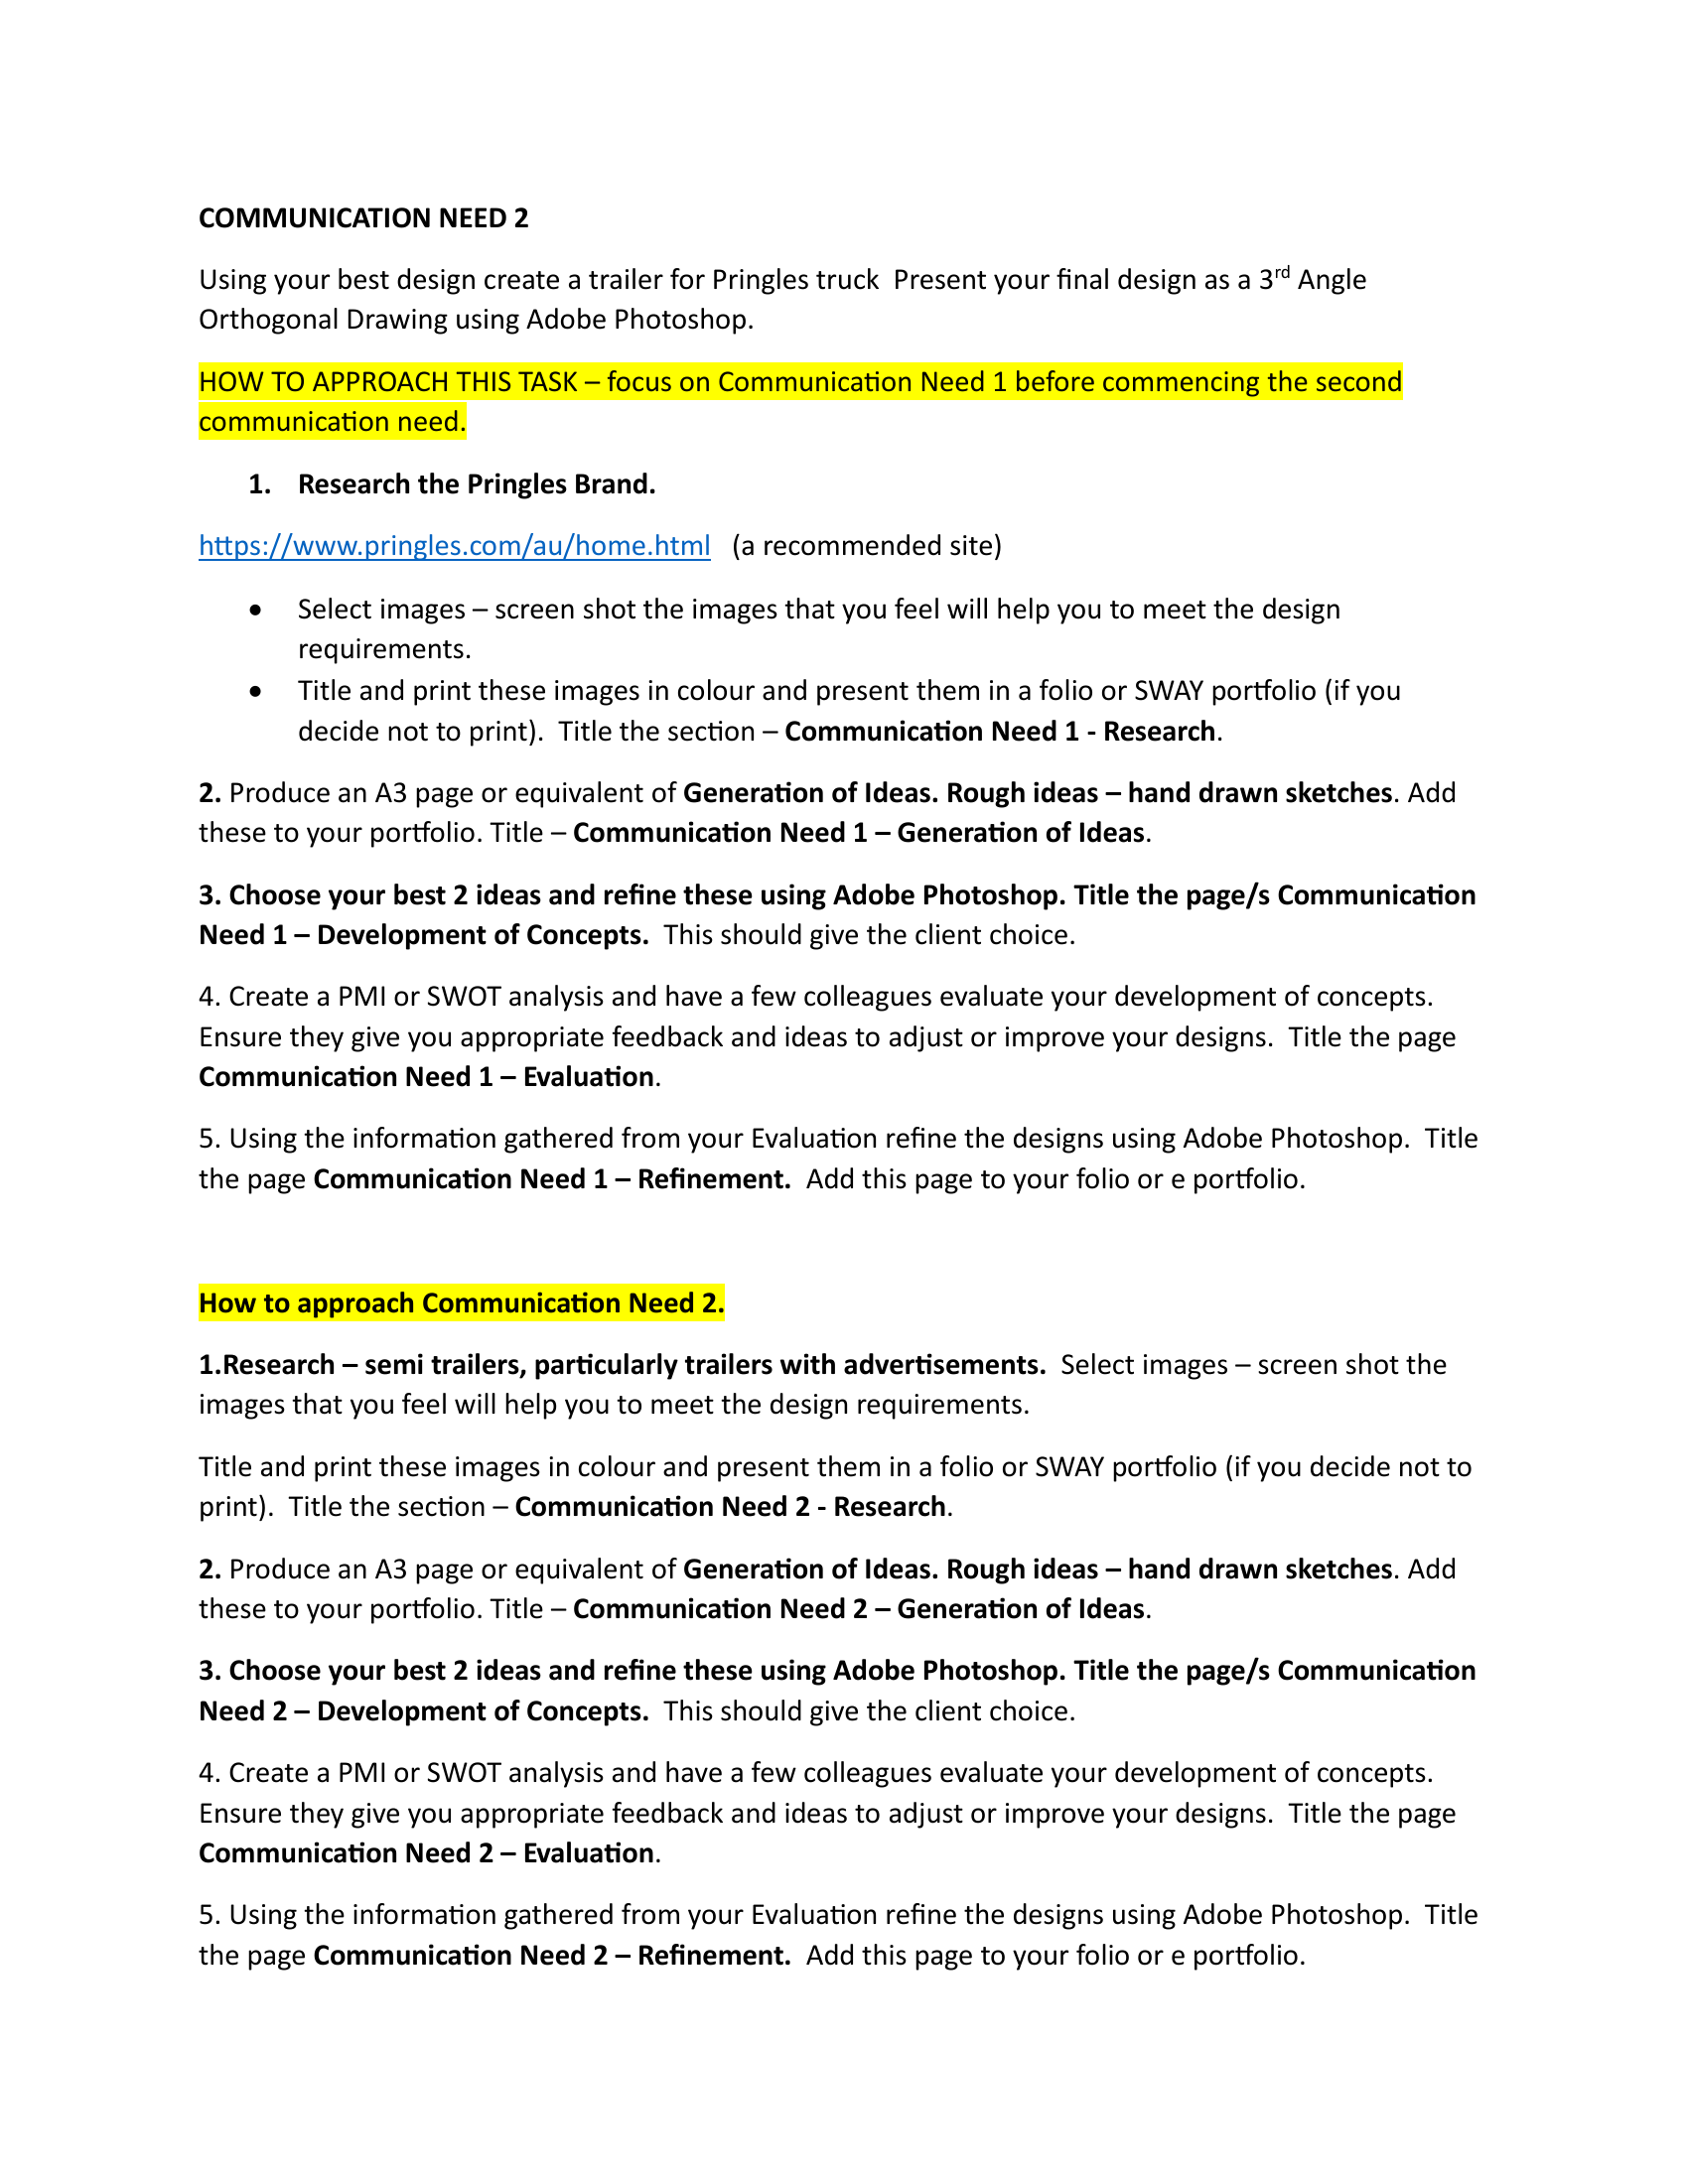 COMMUNICATION NEED 2
Using your best design create a trailer for Pringles truck  Present your final design as a 3rd Angle
Orthogonal Drawing using Adobe Photoshop.
HOW TO APPROACH THIS TASK – focus on Communication Need 1 before commencing the second
communication need.
1. Research the Pringles Brand.
https://www.pringles.com/au/home.html   (a recommended site)
• Select images – screen shot the images that you feel will help you to meet the design
requirements.
• Title and print these images in colour and present them in a folio or SWAY portfolio (if you
decide not to print).  Title the section – Communication Need 1 - Research.
2. Produce an A3 page or equivalent of Generation of Ideas. Rough ideas – hand drawn sketches. Add
these to your portfolio. Title – Communication Need 1 – Generation of Ideas.
3. Choose your best 2 ideas and refine these using Adobe Photoshop. Title the page/s Communication
Need 1 – Development of Concepts.  This should give the client choice.
4. Create a PMI or SWOT analysis and have a few colleagues evaluate your development of concepts.
Ensure they give you appropriate feedback and ideas to adjust or improve your designs.  Title the page
Communication Need 1 – Evaluation.
5. Using the information gathered from your Evaluation refine the designs using Adobe Photoshop.  Title
the page Communication Need 1 – Refinement.  Add this page to your folio or e portfolio.
How to approach Communication Need 2.
1.Research – semi trailers, particularly trailers with advertisements.  Select images – screen shot the
images that you feel will help you to meet the design requirements.
Title and print these images in colour and present them in a folio or SWAY portfolio (if you decide not to
print).  Title the section – Communication Need 2 - Research.
2. Produce an A3 page or equivalent of Generation of Ideas. Rough ideas – hand drawn sketches. Add
these to your portfolio. Title – Communication Need 2 – Generation of Ideas.
3. Choose your best 2 ideas and refine these using Adobe Photoshop. Title the page/s Communication
Need 2 – Development of Concepts.  This should give the client choice.
4. Create a PMI or SWOT analysis and have a few colleagues evaluate your development of concepts.
Ensure they give you appropriate feedback and ideas to adjust or improve your designs.  Title the page
Communication Need 2 – Evaluation.
5. Using the information gathered from your Evaluation refine the designs using Adobe Photoshop.  Title
the page Communication Need 2 – Refinement.  Add this page to your folio or e portfolio.